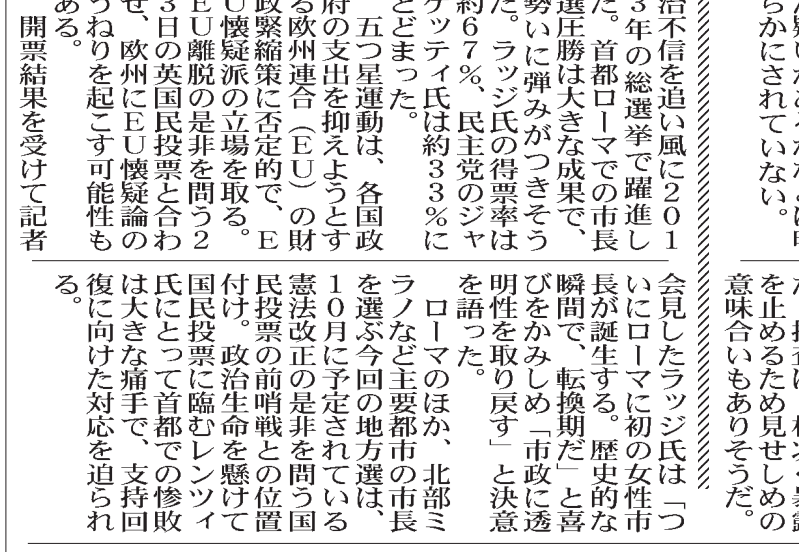 らかにされていない。
を止めるため見せしめの
意味合いもありそうだ。
治不信を追い風に201
3年の総選挙で躍進し
た。首都ローマでの市長
選圧勝は大きな成果で、
勢いに弾みがつきそう
だ。ラッジ氏の得票率は
約67%、民主党のジャ
ケッティ氏は約33%に
とどまった。
五つ星運動は、各国政
府の支出を抑えようとす
る欧州連合（EU）の財
政緊縮策に否定的で、E
U懐疑派の立場を取る。
EU離脱の是非を問う2
3日の英国民投票と合わ
せ、欧州にEU懐疑論の
うねりを起こす可能性も
ある。
開票結果を受けて記者
会見したラッジ氏は「つ
いにローマに初の女性市
長が誕生する。歴史的な
瞬間で、転換期だ」と喜
びをかみしめ「市政に透
明性を取り戻す」と決意
を語った。
ローマのほか、北部ミ
ラノなど主要都市の市長
を選ぶ今回の地方選は、
10月に予定されている
憲法改正の是非を問う国
民投票の前哨戦との位置
付け。政治生命を懸けて
国民投票に臨むレンツィ
氏にとって首都での惨敗
は大きな痛手で、支持回
復に向けた対応を迫られ
る。